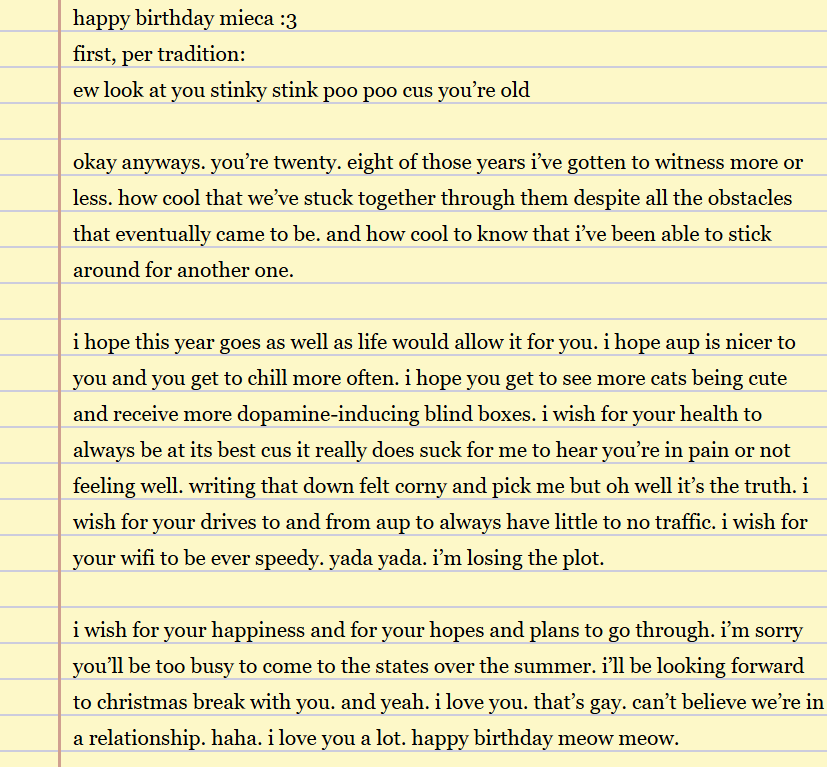 happy birthday mieca :3
first, per tradition:
ew look at you stinky stink poo poo cus you’re old
okay anyways. you’re twenty. eight of those years i’ve gotten to witness more or
less. how cool that we’ve stuck together through them despite all the obstacles
that eventually came to be. and how cool to know that i’ve been able to stick
around for another one.
i hope this year goes as well as life would allow it for you. i hope aup is nicer to
you and you get to chill more often. i hope you get to see more cats being cute
and receive more dopamine-inducing blind boxes. i wish for your health to
always be at its best cus it really does suck for me to hear you’re in pain or not
feeling well. writing that down felt corny and pick me but oh well it’s the truth. i
wish for your drives to and from aup to always have little to no traffic. i wish for
your wifi to be ever speedy. yada yada. i’m losing the plot.
i wish for your happiness and for your hopes and plans to go through. i’m sorry
you’ll be too busy to come to the states over the summer. i’ll be looking forward
to christmas break with you. and yeah. i love you. that’s gay. can’t believe we’re in
a relationship. haha. i love you a lot. happy birthday meow meow.